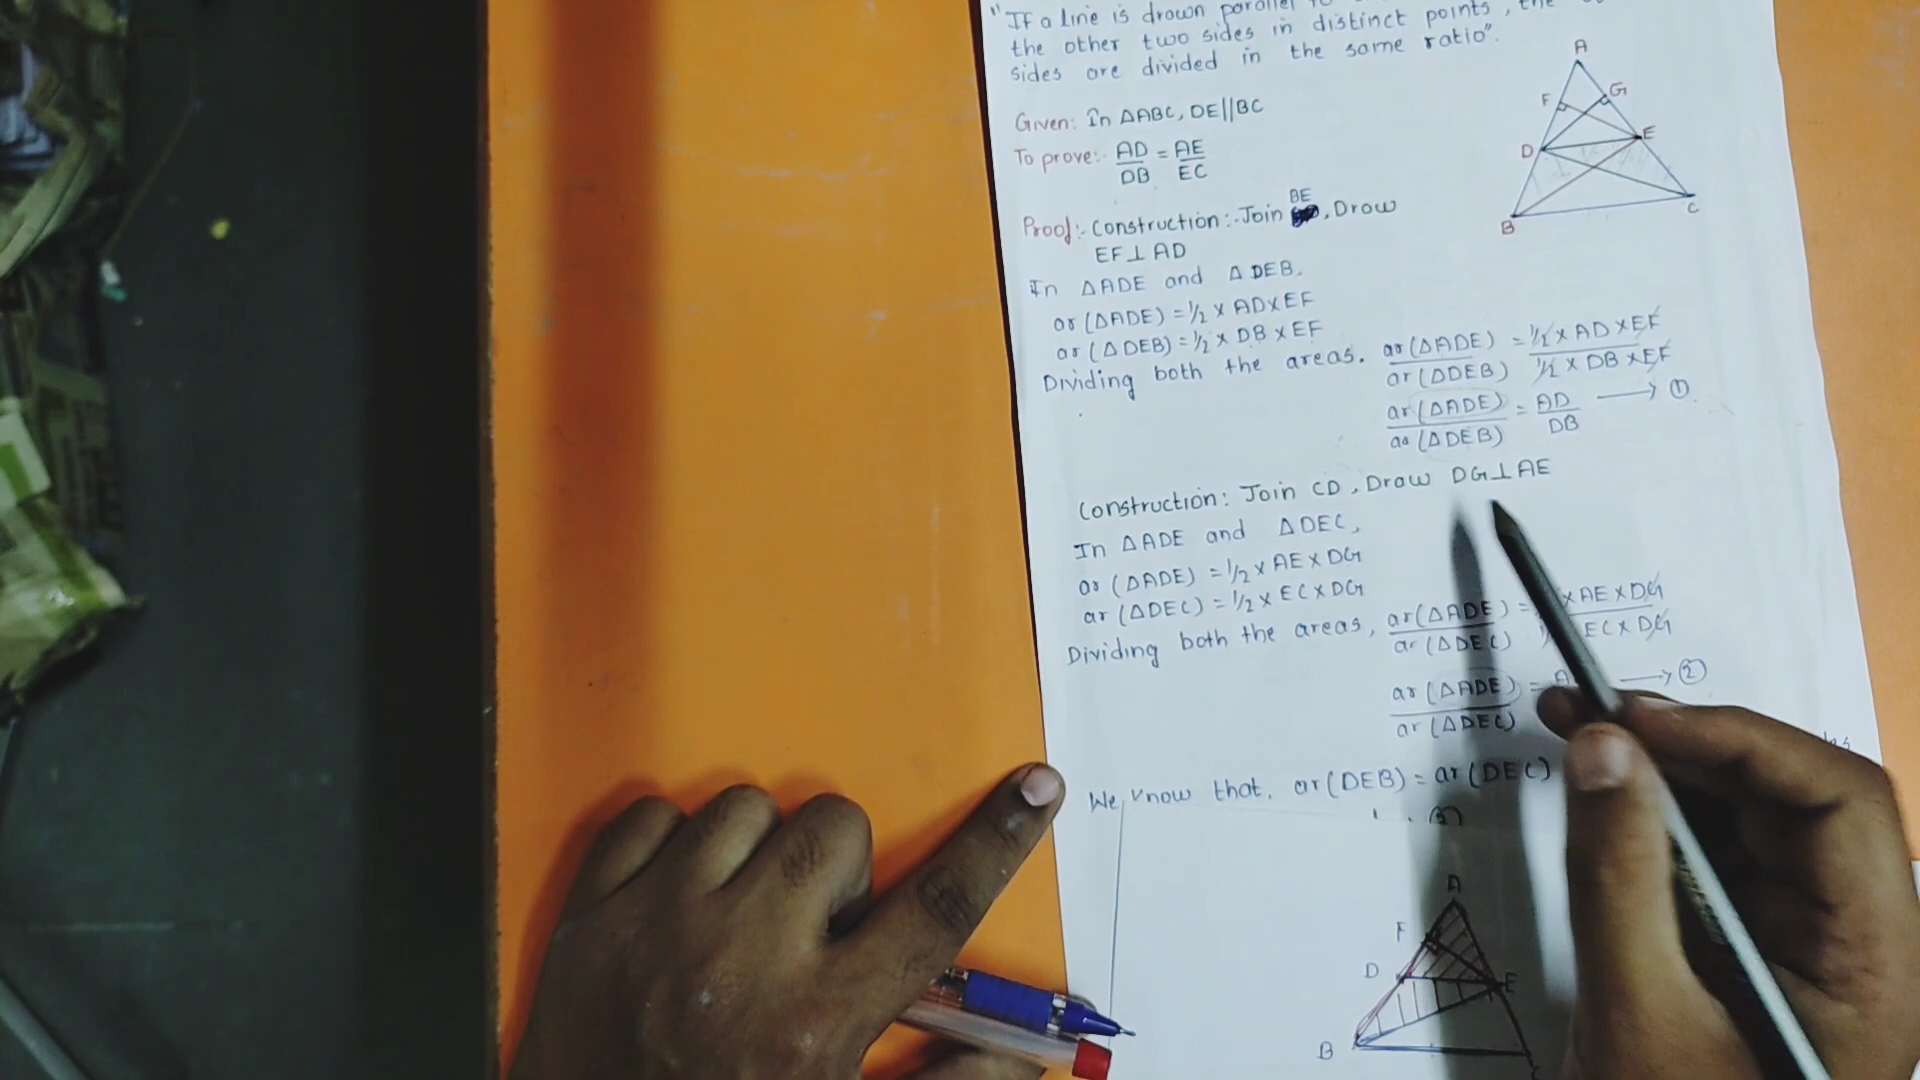 "If a line is drawn parallel to
the other two sides in distinct points, the
sides are divided in the same ratio".
Given: In ΔABC, DE||BC
To prove:- AD/DB = AE/EC
Proof:- Construction:- Join BE, Draw
EF⊥AD
In ΔADE and ΔDEB.
ar (ΔADE) = 1/2 × AD×EF
ar (ΔDEB) = 1/2 × DB × EF
Dividing both the areas. ar (ΔADE)/ar (ΔDEB) = 1/2 × AD × EF/1/2 × DB × EF
ar (ΔADE)/ar (ΔDEB) = AD/DB → ①
Construction: Join CD, Draw DG⊥AE
In ΔADE and ΔDEC,
ar (ΔADE) = 1/2 × AE × DG
ar (ΔDEC) = 1/2 × EC × DG
Dividing both the areas, ar(ΔADE)/ar (ΔDEC) = × AE × DG/EC × DG
ar (ΔADE)/ar (ΔDEC) = A → ②
We know that. ar (DEB) = ar (DEC)
A
F
G
D
E
B
C
A
F
D
E
B